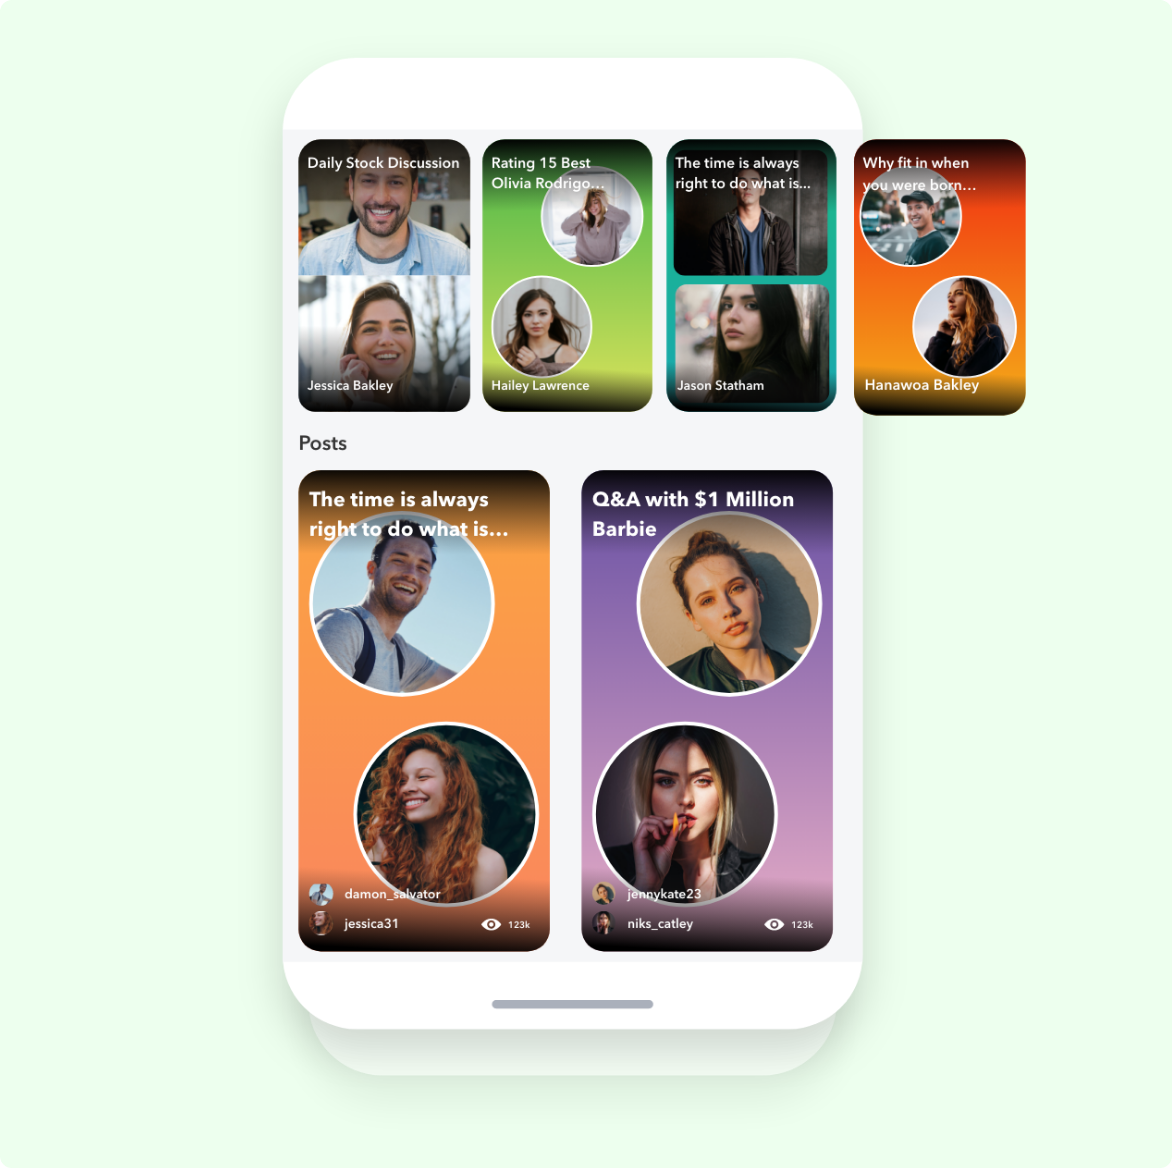 Daily Stock Discussion
Jessica Bakley
Rating 15 Best
Olivia Rodrigo...
Hailey Lawrence
The time is always
right to do what is...
Jason Statham
Why fit in when
you were born...
Hanawoa Bakley
Posts
The time is always
right to do what is...
damon_salvator
jessica31
123k
Q&A with $1 Million
Barbie
jennykate23
niks_catley
123k